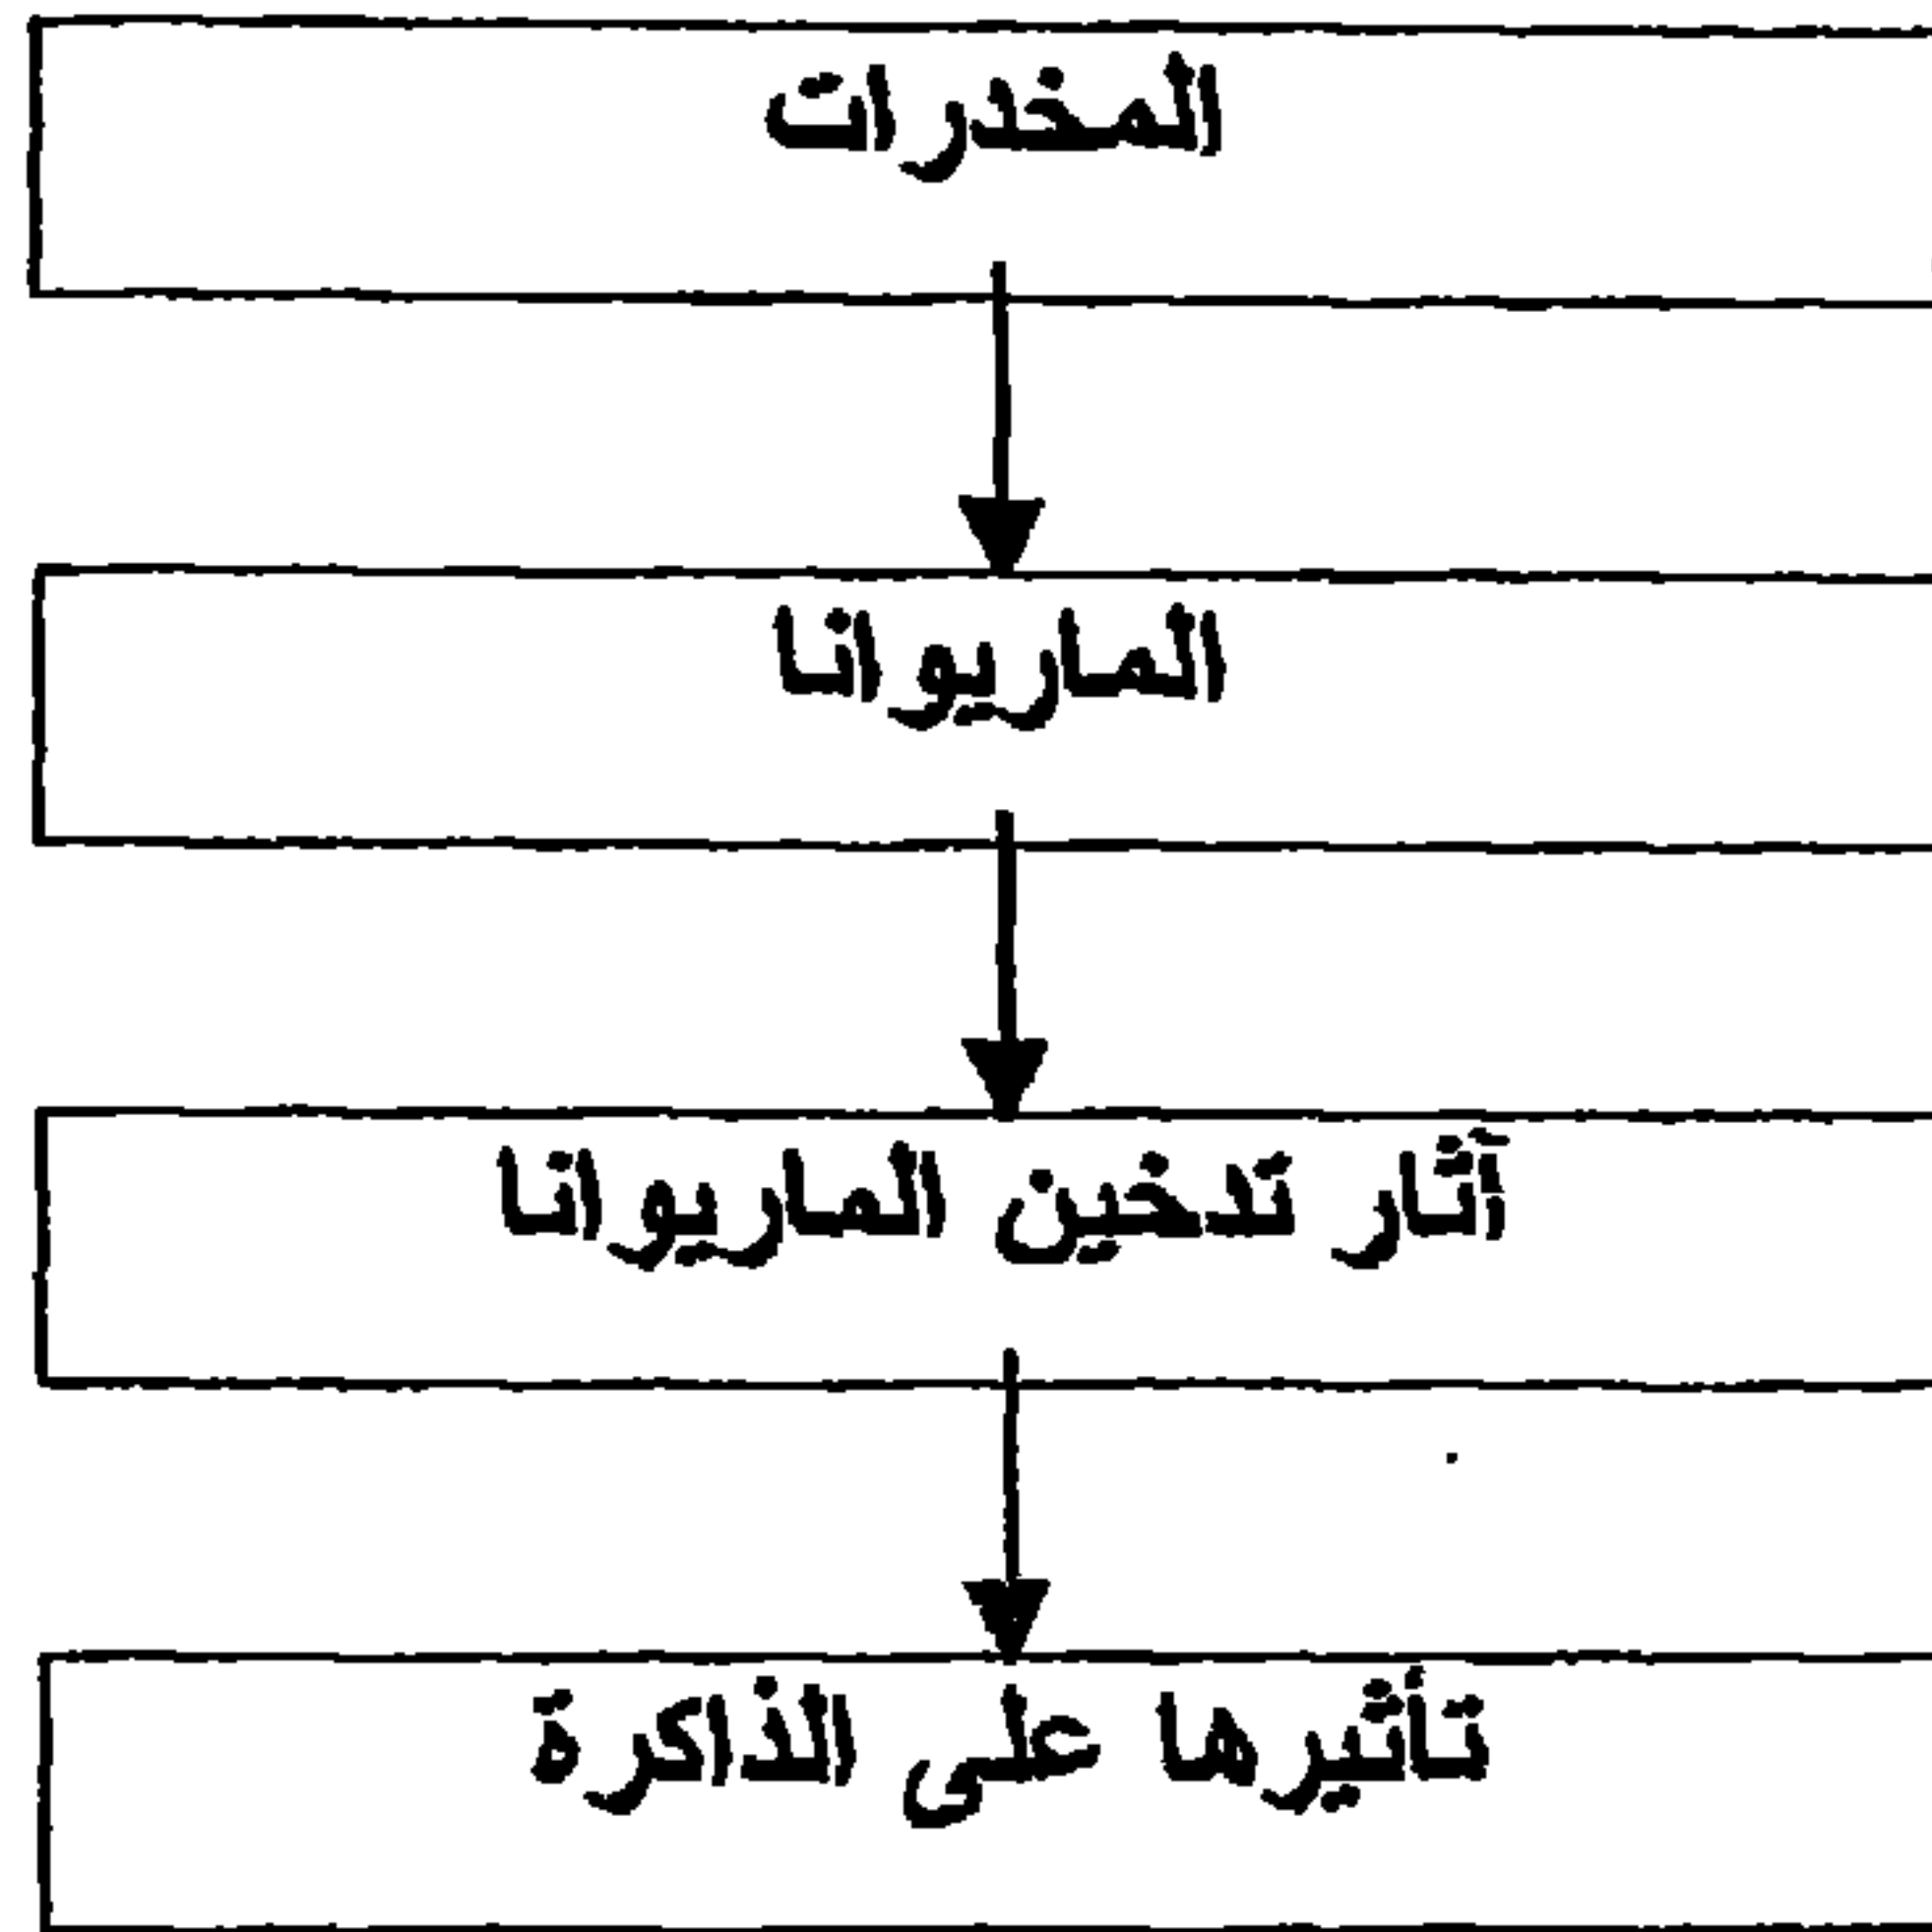 المخدرات
الماريوانا
آثار تدخين الماريوانا
تأثيرها على الذاكرة